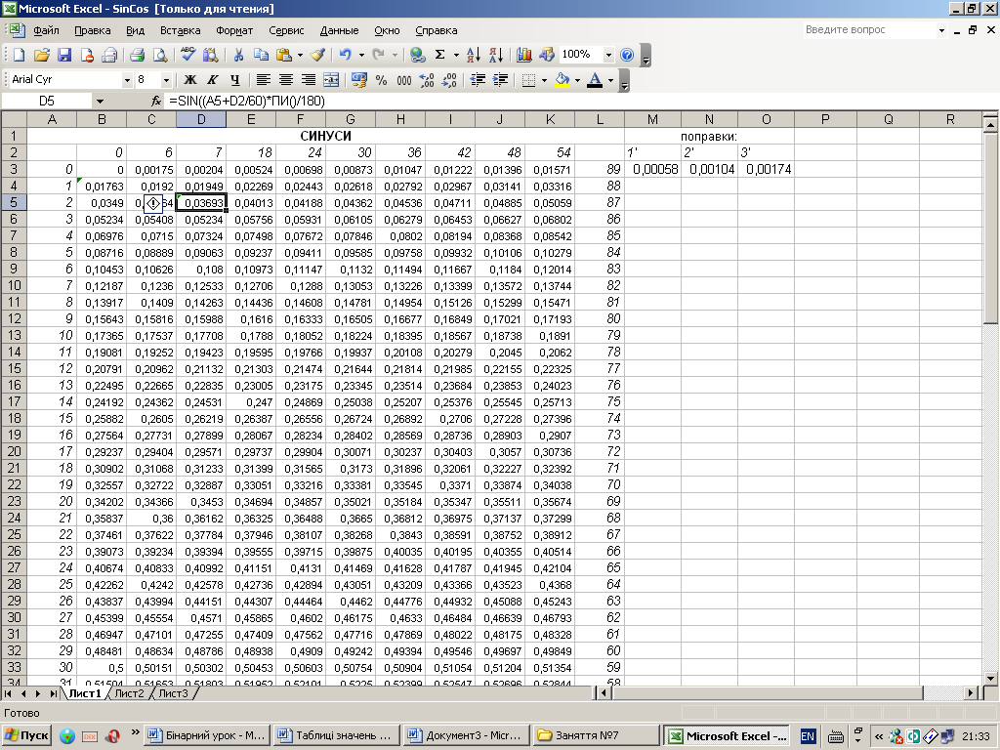 Microsoft Excel - SinCos [Только для чтения]
Файл Правка Вид Вставка Формат Сервис Данные Окно Справка Введите вопрос
100%
Arial Cyr 8 Ж К Ч % 000
D5 fx =SIN((A5+D2/60)*ПИ()/180)
A B C D E F G H I J K L M N O P Q R
1 СИНУСИ поправки:
2 0 6 7 18 24 30 36 42 48 54 1' 2' 3'
3 0 0 0,00175 0,00204 0,00524 0,00698 0,00873 0,01047 0,01222 0,01396 0,01571 89 0,00058 0,00104 0,00174
4 1 0,01763 0,0192 0,01949 0,02269 0,02443 0,02618 0,02792 0,02967 0,03141 0,03316 88
5 2 0,0349 0, 64 0,03693 0,04013 0,04188 0,04362 0,04536 0,04711 0,04885 0,05059 87
6 3 0,05234 0,05408 0,05234 0,05756 0,05931 0,06105 0,06279 0,06453 0,06627 0,06802 86
7 4 0,06976 0,0715 0,07324 0,07498 0,07672 0,07846 0,0802 0,08194 0,08368 0,08542 85
8 5 0,08716 0,08889 0,09063 0,09237 0,09411 0,09585 0,09758 0,09932 0,10106 0,10279 84
9 6 0,10453 0,10626 0,108 0,10973 0,11147 0,1132 0,11494 0,11667 0,1184 0,12014 83
10 7 0,12187 0,1236 0,12533 0,12706 0,1288 0,13053 0,13226 0,13399 0,13572 0,13744 82
11 8 0,13917 0,1409 0,14263 0,14436 0,14608 0,14781 0,14954 0,15126 0,15299 0,15471 81
12 9 0,15643 0,15816 0,15988 0,1616 0,16333 0,16505 0,16677 0,16849 0,17021 0,17193 80
13 10 0,17365 0,17537 0,17708 0,1788 0,18052 0,18224 0,18395 0,18567 0,18738 0,1891 79
14 11 0,19081 0,19252 0,19423 0,19595 0,19766 0,19937 0,20108 0,20279 0,2045 0,2062 78
15 12 0,20791 0,20962 0,21132 0,21303 0,21474 0,21644 0,21814 0,21985 0,22155 0,22325 77
16 13 0,22495 0,22665 0,22835 0,23005 0,23175 0,23345 0,23514 0,23684 0,23853 0,24023 76
17 14 0,24192 0,24362 0,24531 0,247 0,24869 0,25038 0,25207 0,25376 0,25545 0,25713 75
18 15 0,25882 0,2605 0,26219 0,26387 0,26556 0,26724 0,26892 0,2706 0,27228 0,27396 74
19 16 0,27564 0,27731 0,27899 0,28067 0,28234 0,28402 0,28569 0,28736 0,28903 0,2907 73
20 17 0,29237 0,29404 0,29571 0,29737 0,29904 0,30071 0,30237 0,30403 0,3057 0,30736 72
21 18 0,30902 0,31068 0,31233 0,31399 0,31565 0,3173 0,31896 0,32061 0,32227 0,32392 71
22 19 0,32557 0,32722 0,32887 0,33051 0,33216 0,33381 0,33545 0,3371 0,33874 0,34038 70
23 20 0,34202 0,34366 0,3453 0,34694 0,34857 0,35021 0,35184 0,35347 0,35511 0,35674 69
24 21 0,35837 0,36 0,36162 0,36325 0,36488 0,3665 0,36812 0,36975 0,37137 0,37299 68
25 22 0,37461 0,37622 0,37784 0,37946 0,38107 0,38268 0,3843 0,38591 0,38752 0,38912 67
26 23 0,39073 0,39234 0,39394 0,39555 0,39715 0,39875 0,40035 0,40195 0,40355 0,40514 66
27 24 0,40674 0,40833 0,40992 0,41151 0,4131 0,41469 0,41628 0,41787 0,41945 0,42104 65
28 25 0,42262 0,4242 0,42578 0,42736 0,42894 0,43051 0,43209 0,43366 0,43523 0,4368 64
29 26 0,43837 0,43994 0,44151 0,44307 0,44464 0,4462 0,44776 0,44932 0,45088 0,45243 63
30 27 0,45399 0,45554 0,4571 0,45865 0,4602 0,46175 0,4633 0,46484 0,46639 0,46793 62
31 28 0,46947 0,47101 0,47255 0,47409 0,47562 0,47716 0,47869 0,48022 0,48175 0,48328 61
32 29 0,48481 0,48634 0,48786 0,48938 0,4909 0,49242 0,49394 0,49546 0,49697 0,49849 60
33 30 0,5 0,50151 0,50302 0,50453 0,50603 0,50754 0,50904 0,51054 0,51204 0,51354 59
34 31 0,51504 0,51653 0,51803 0,51952 0,52101 0,5225 0,52399 0,52547 0,52696 0,52844 58
Лист1 Лист2 Лист3
Готово
Пуск » Бінарний урок - M... Таблиці значень ... Документ3 - Micr... Заняття №7 Microsoft Excel -... EN « 21:33